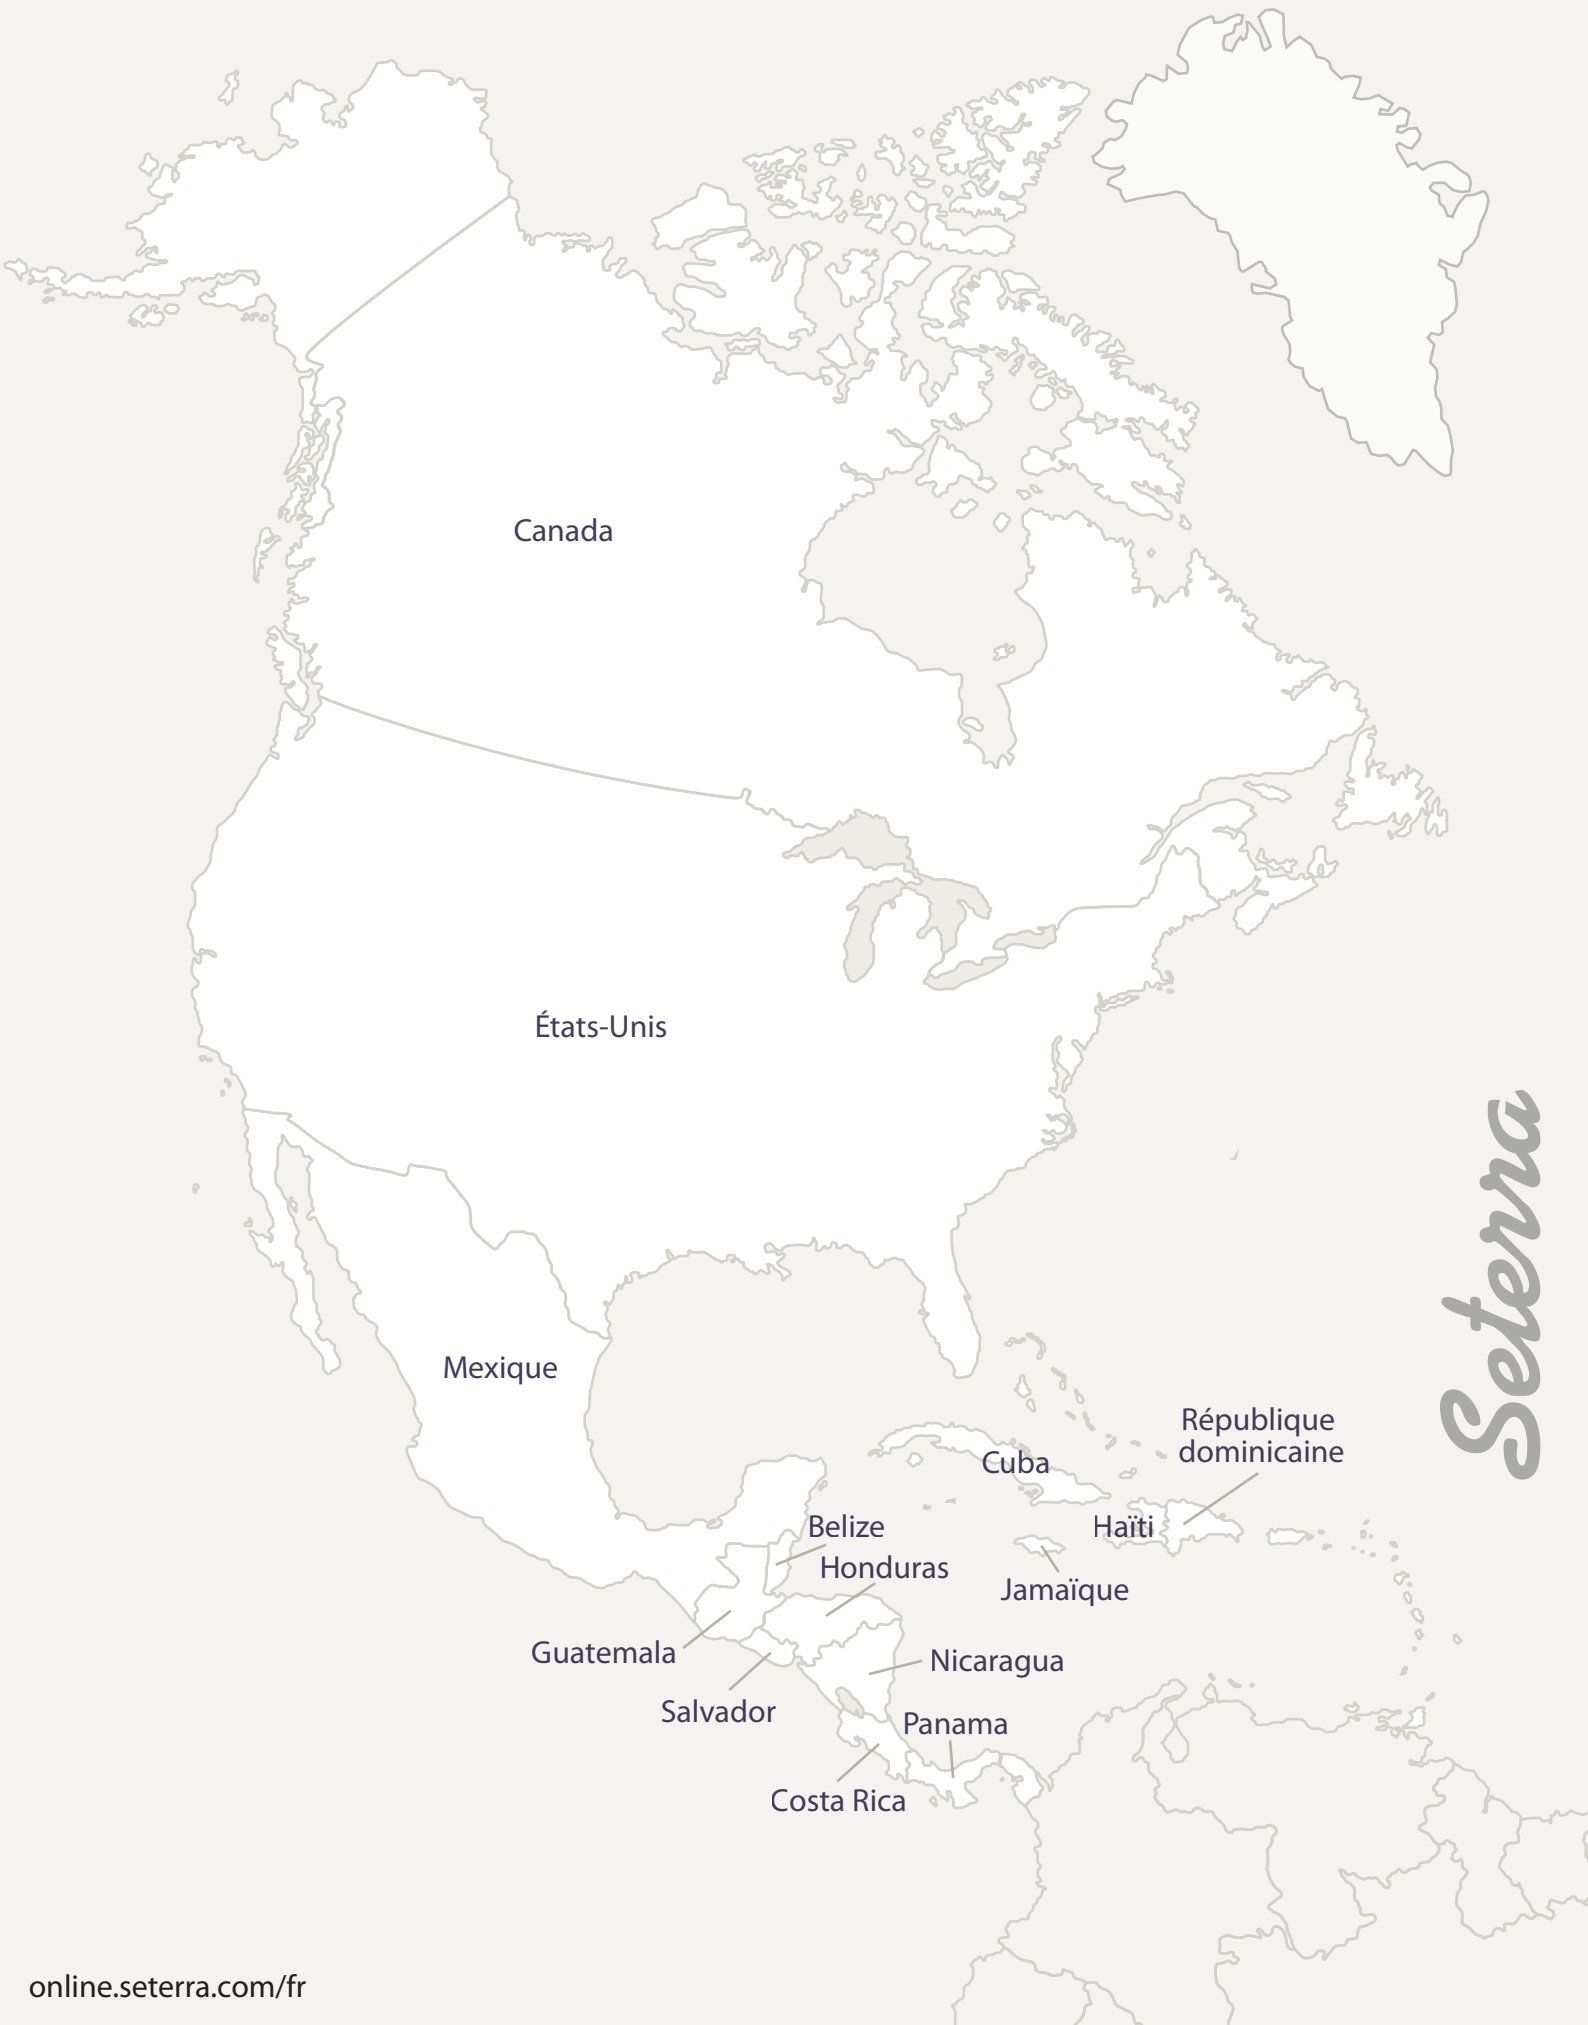 Canada
États-Unis
Seterra
Mexique
République
dominicaine
Cuba
Belize
Haïti
Honduras
Jamaïque
Guatemala
Nicaragua
Salvador
Panama
Costa Rica
online.seterra.com/fr